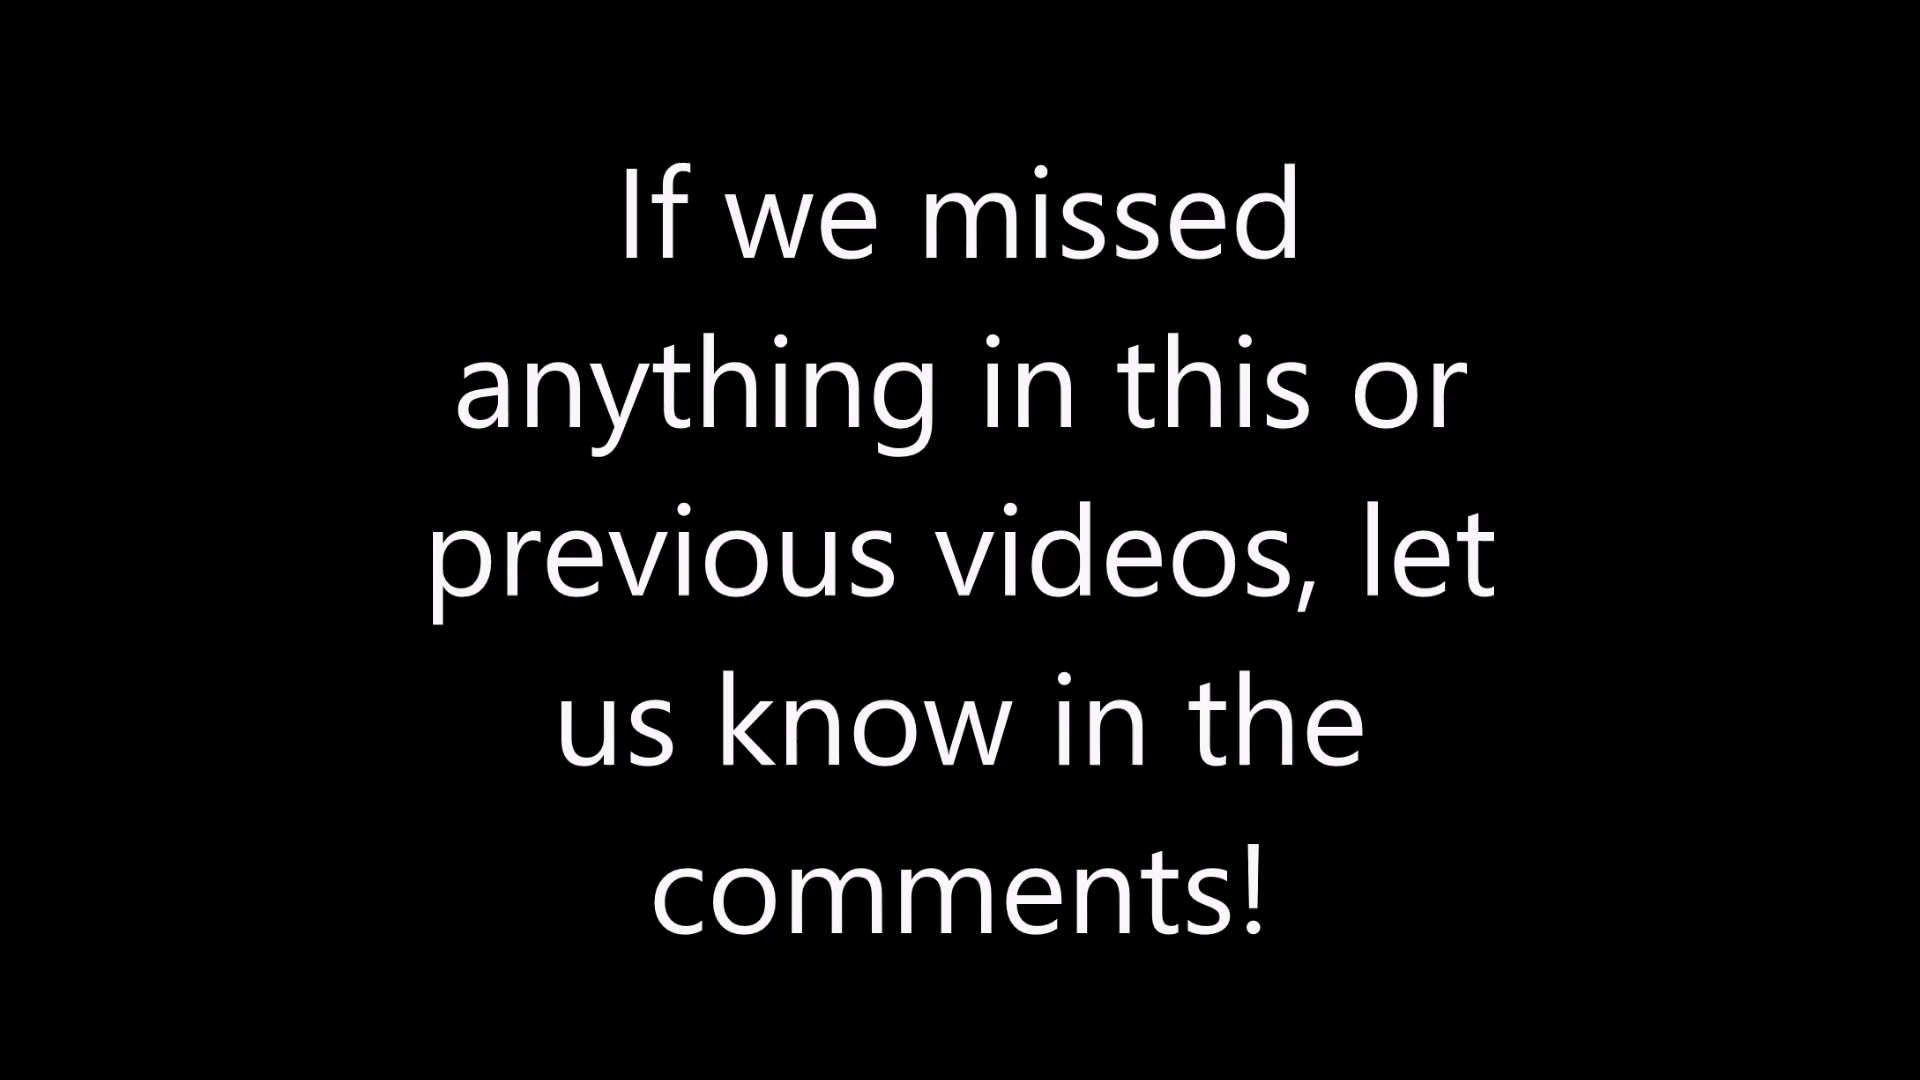 If we missed
anything in this or
previous videos, let
us know in the
comments!